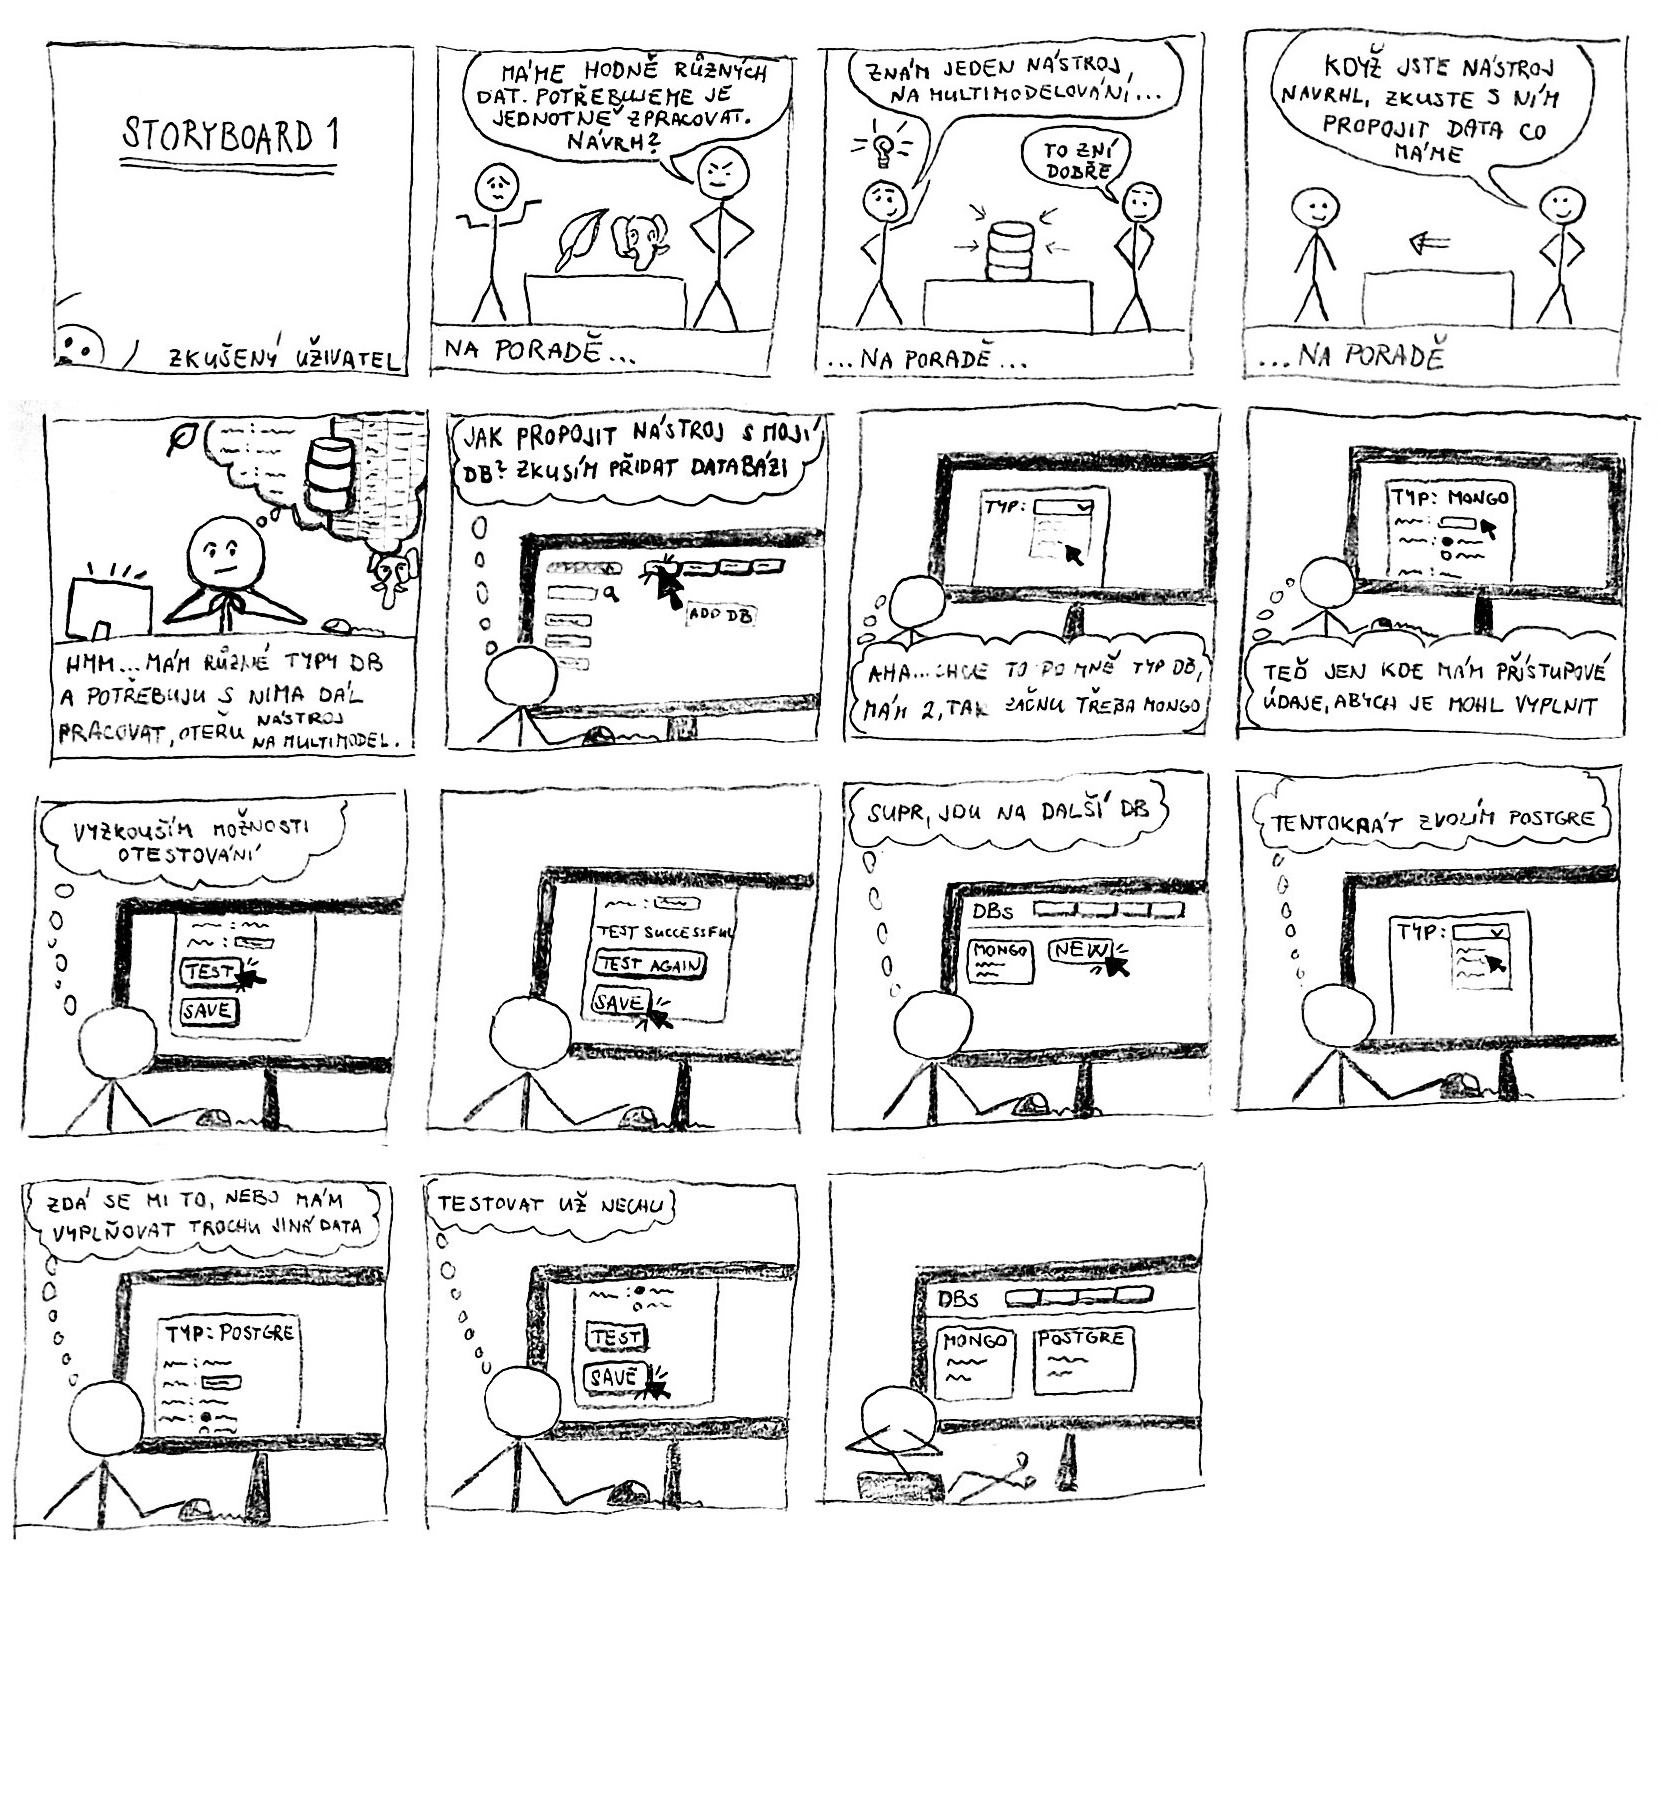 STORYBOARD 1
ZKUŠENÝ UŽIVATEL
MÁME HODNĚ RŮZNÝCH
DAT. POTŘEBUJEME JE
JEDNOTNĚ ZPRACOVAT.
NÁVRH?
NA PORADĚ...
ZNÁM JEDEN NÁSTROJ,
NA MULTIMODELOVÁNÍ...
TO ZNÍ
DOBŘE
...NA PORADĚ...
KDYŽ JSTE NÁSTROJ
NAVRHL, ZKUSTE S NÍM
PROPOJIT DATA CO
MÁME
...NA PORADĚ
HMM... MÁM RŮZNÉ TYPY DB
A POTŘEBUJU S NIMA DÁL
PRACOVAT, OTEŘU NÁSTROJ
NA MULTIMODEL.
JAK PROPOJIT NÁSTROJ S MOJÍ
DB? ZKUSÍM PŘIDAT DATABÁZI
ADD DB
TYP:
AHA... CHCE TO PO MNĚ TYP DB,
MÁM 2, TAK ZAČNU TŘEBA MONGO
TYP: MONGO
TEĎ JEN KDE MÁM PŘÍSTUPOVÉ
ÚDAJE, ABYCH JE MOHL VYPLNIT
VYZKOUŠÍM MOŽNOSTI
OTESTOVÁNÍ
TEST
SAVE
TEST SUCCESSFUL
TEST AGAIN
SAVE
SUPR, JDU NA DALŠÍ DB
DBs
MONGO
NEW
TENTOKRÁT ZVOLÍM POSTGRE
TYP:
ZDÁ SE MI TO, NEBO MÁM
VYPLŇOVAT TROCHU JINÁ DATA
TYP: POSTGRE
TESTOVAT UŽ NECHU
TEST
SAVE
DBs
MONGO
POSTGRE